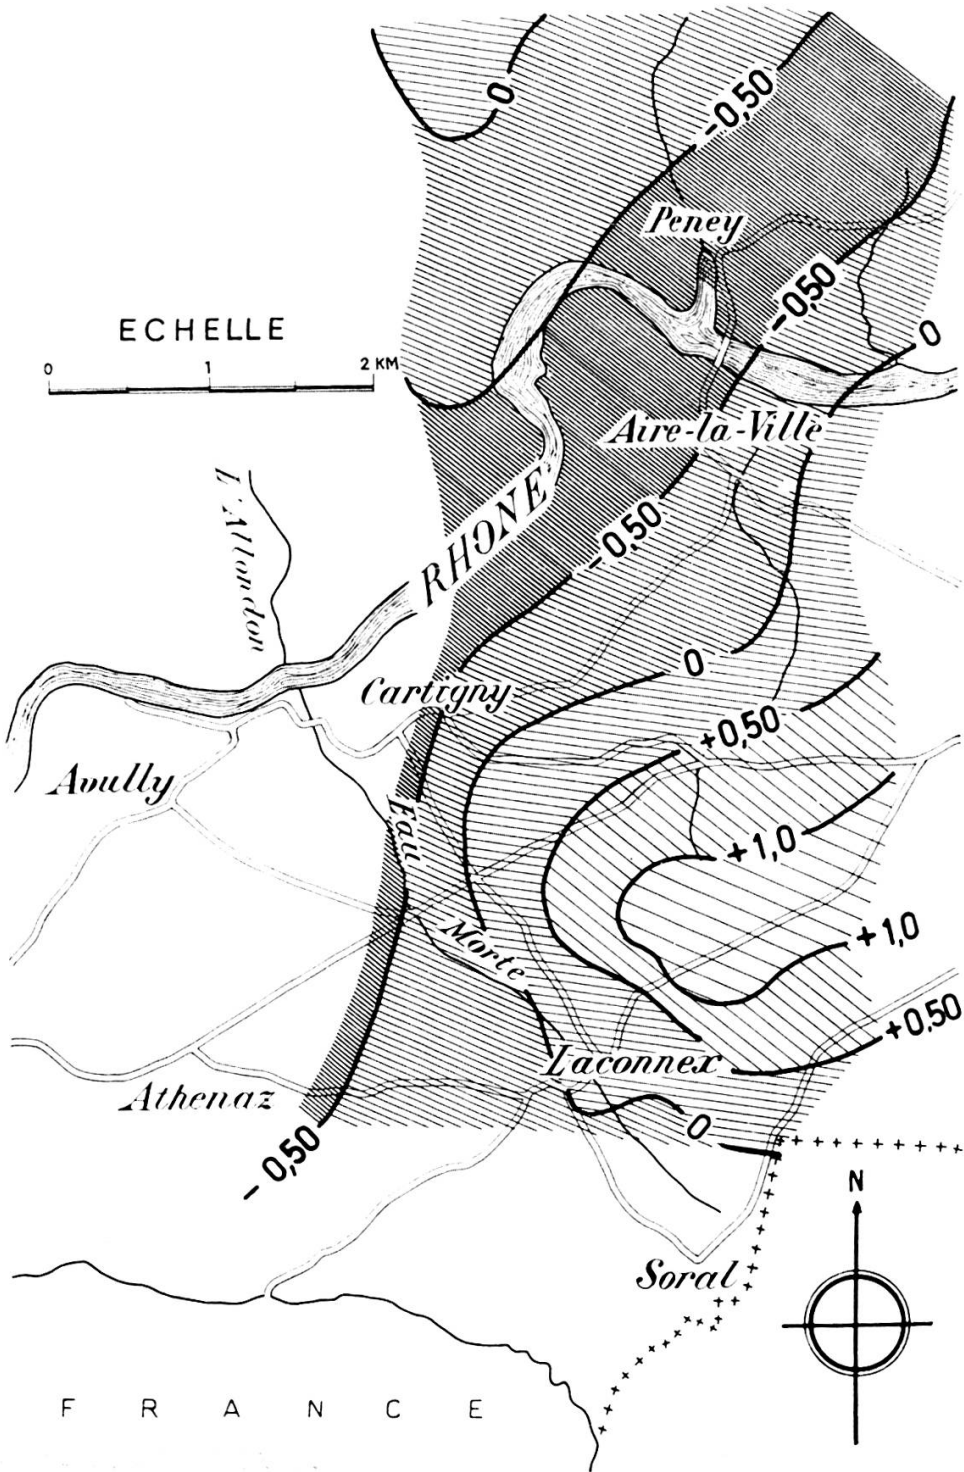 0
-0,50
Peney
-0,50
ECHELLE
0 1 2 KM
0
Aire-la-Ville
L'Allondon
RHONE
-0,50
0
Cartigny
+0,50
Avully
Eau
+1,0
Morte
+1,0
+0,50
Laconnex
Athenaz
0
-0,50
N
Soral
FRANCE